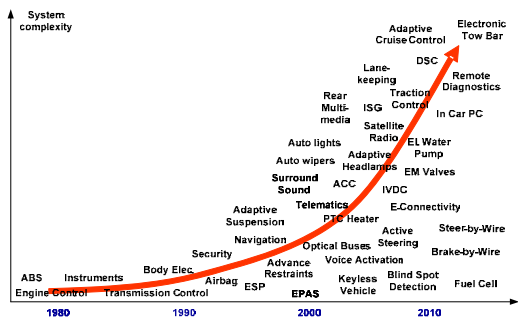 System
complexity
Adaptive
Cruise Control
Electronic
Tow Bar
DSC
Lane-
keeping
Remote
Diagnostics
Rear
Multi-
media
ISG
Traction
Control
In Car PC
Satellite
Radio
Auto lights
EL Water
Pump
Auto wipers
Adaptive
Headlamps
EM Valves
Surround
Sound
ACC
IVDC
Telematics
E-Connectivity
Adaptive
Suspension
PTC Heater
Steer-by-Wire
Active
Steering
Navigation
Optical Buses
Brake-by-Wire
Security
Voice Activation
Advance
Restraints
Body Elec.
ABS
Instruments
Airbag
ESP
Keyless
Vehicle
Blind Spot
Detection
Fuel Cell
Engine Control
Transmission Control
EPAS
1980
1990
2000
2010